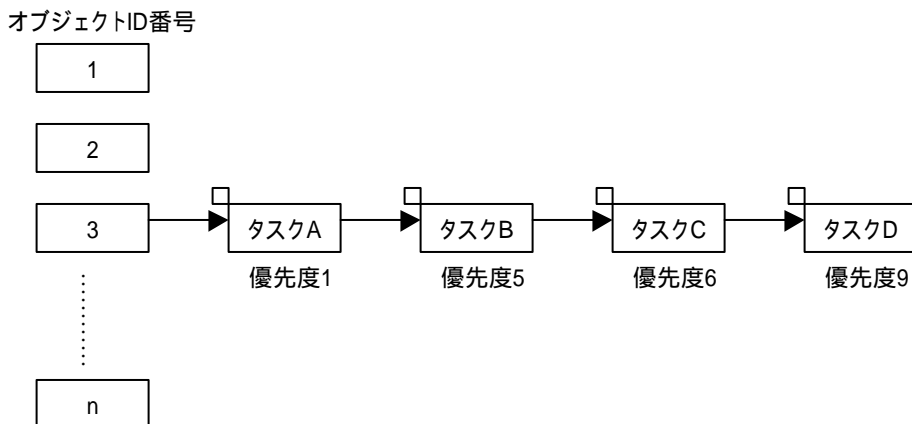 オブジェクトID番号
1
2
3
タスクA
タスクB
タスクC
タスクD
優先度1
優先度5
優先度6
優先度9
n